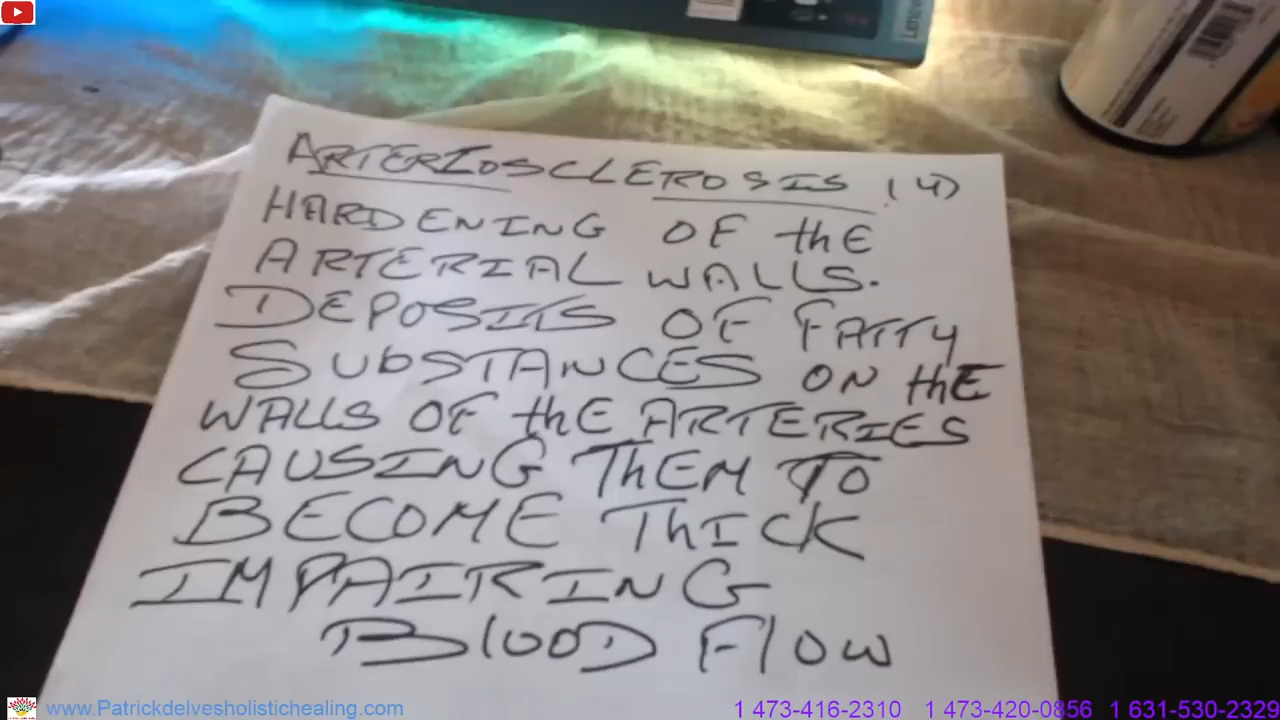 Lenovo
ARTERIOSCLEROSIS (4)
HARDENING OF thE
ARTERIAL WALLS.
DEPOSITS OF FATTY
SUBSTANCES ON thE
WALLS OF thE ARTERIES
CAUSING ThEM TO
BECOME ThICK
IMPAIRING
BlOOD FlOW
www.Patrickdelvesholistichealing.com
1 473-416-2310 1 473-420-0856 1 631-530-2329